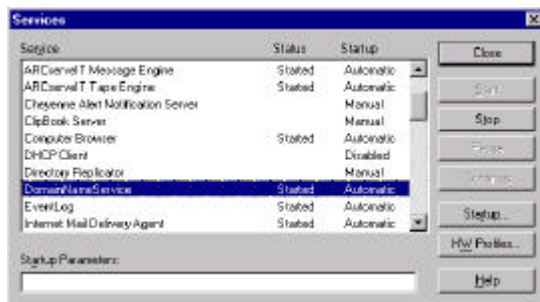 Services
Service Status Startup
ARCserveIT Message Engine Started Automatic
ARCserveIT Tape Engine Started Automatic
Cheyenne Alert Notification Server Manual
ClipBook Server Manual
Computer Browser Started Automatic
DHCP Client Disabled
Directory Replicator Manual
DomainNameService Started Automatic
EventLog Started Automatic
Internet Mail Delivery Agent Started Automatic
Startup Parameters:
Close
Start
Stop
Pause
Continue
Startup...
HW Profiles...
Help